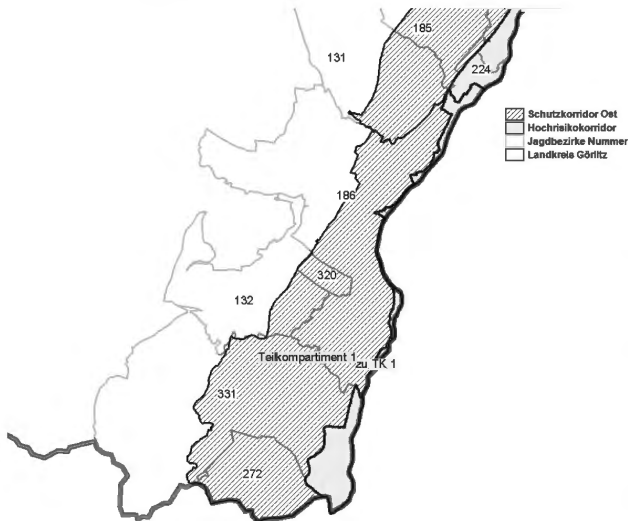 185
131
224
Schutzkorridor Ost
Hochrisikokorridor
Jagdbezirke Nummer
Landkreis Görlitz
186
320
132
Teilkompartiment 1
zu TK 1
331
272